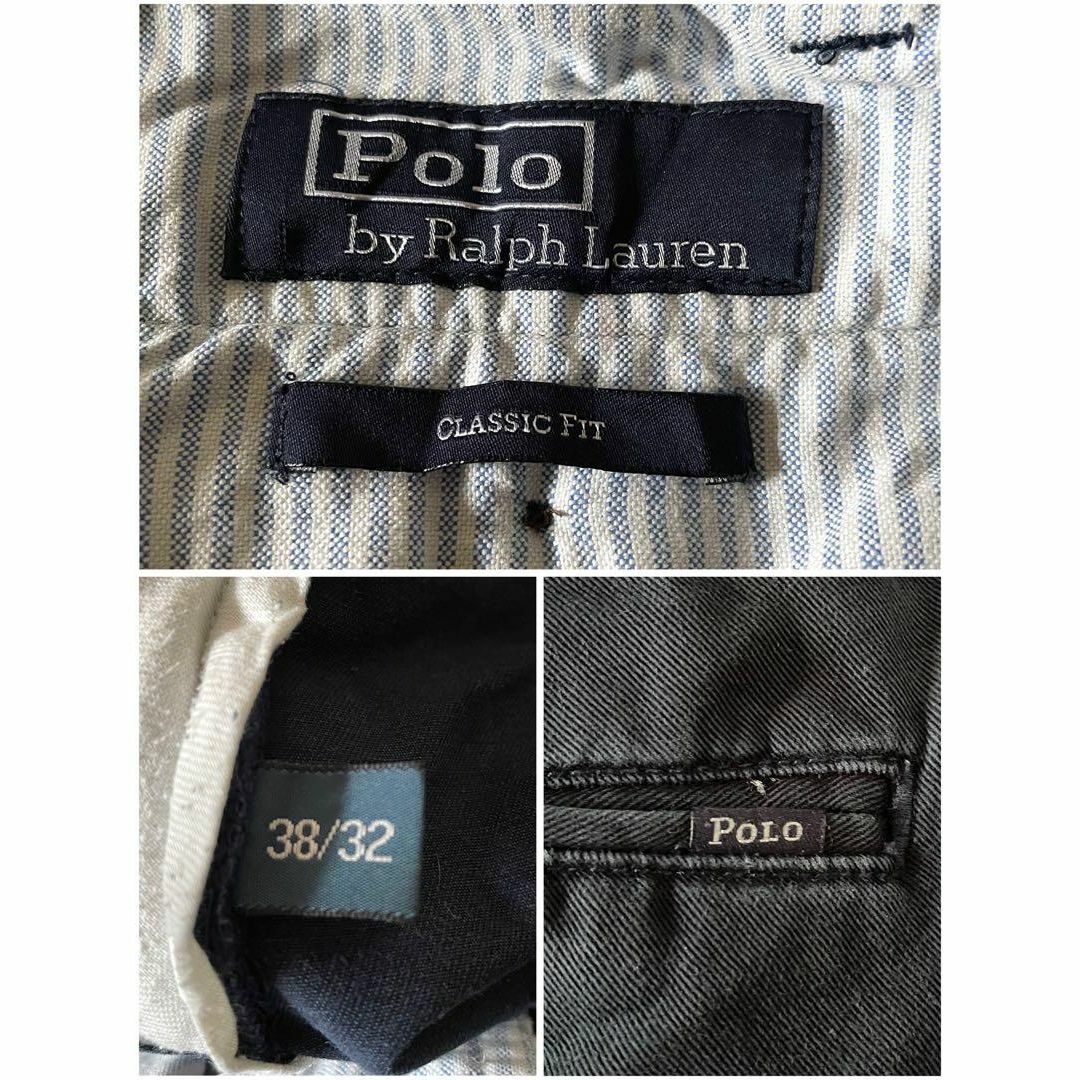 Polo
by Ralph Lauren
CLASSIC FIT
38/32
POLO